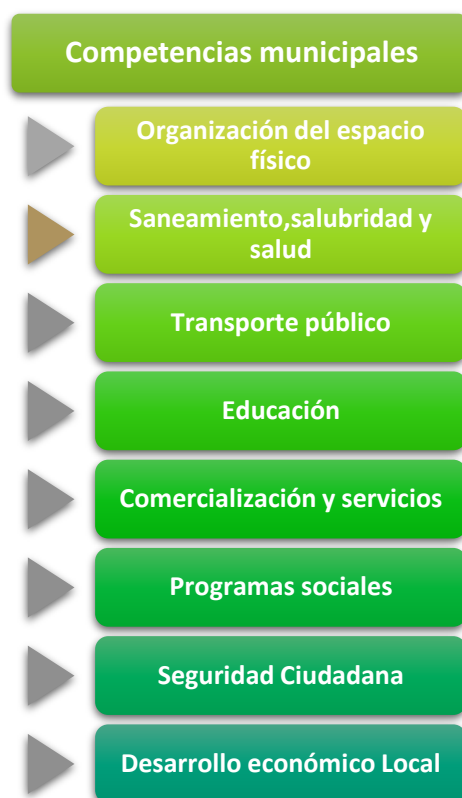 Competencias municipales
Organización del espacio
físico
Saneamiento,salubridad y
salud
Transporte público
Educación
Comercialización y servicios
Programas sociales
Seguridad Ciudadana
Desarrollo económico Local